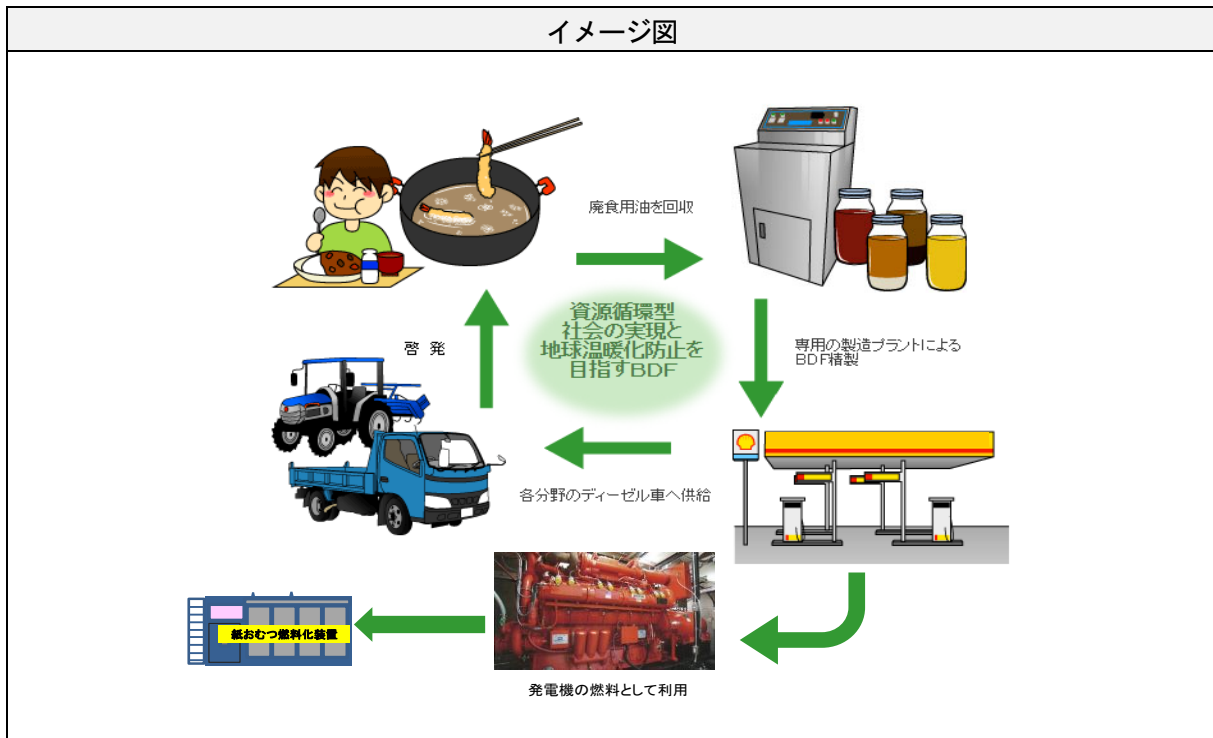 イメージ図
廃食用油を回収
資源循環型
社会の実現と
地球温暖化防止を
目指すBDF
専用の製造プラントによる
BDF精製
啓 発
各分野のディーゼル車へ供給
紙おむつ燃料化装置
発電機の燃料として利用